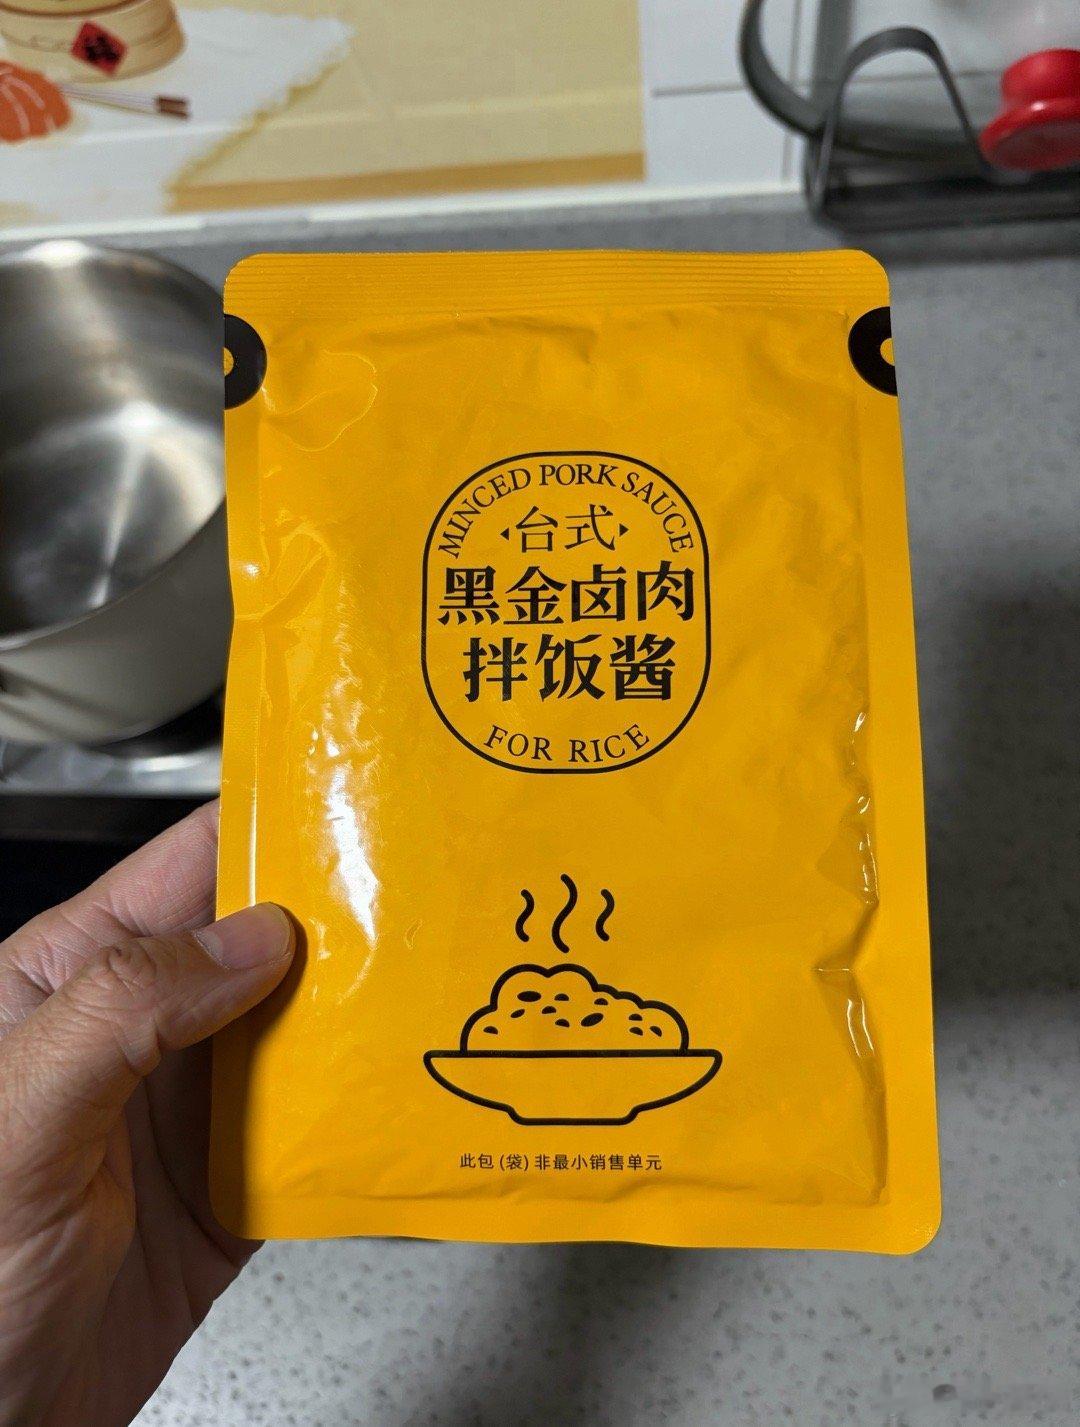 MINCED PORK SAUCE
台式
黑金卤肉
拌饭酱
FOR RICE
此包 (袋) 非最小销售单元